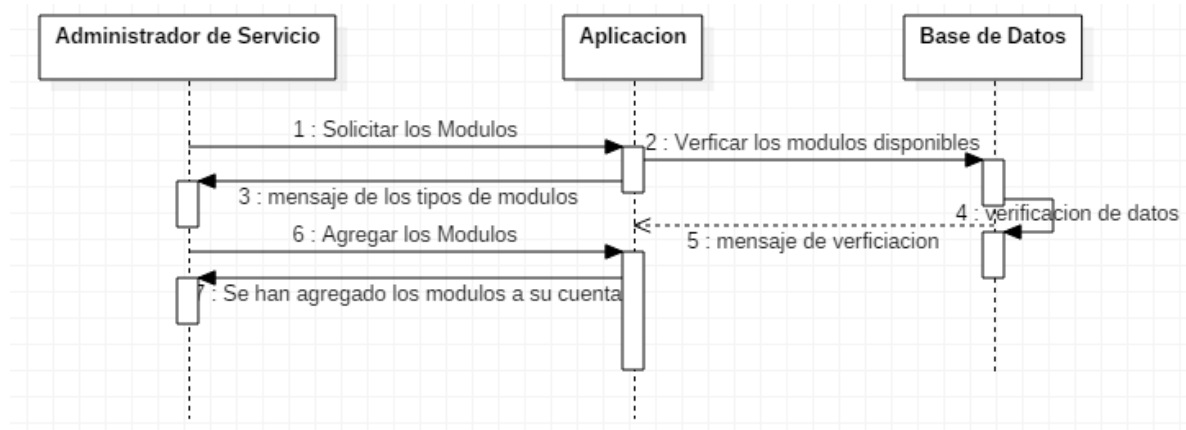 Administrador de Servicio
Aplicacion
Base de Datos
1 : Solicitar los Modulos
2 : Verficar los modulos disponibles
3 : mensaje de los tipos de modulos
4 : verificacion de datos
5 : mensaje de verficiacion
6 : Agregar los Modulos
7 : Se han agregado los modulos a su cuenta